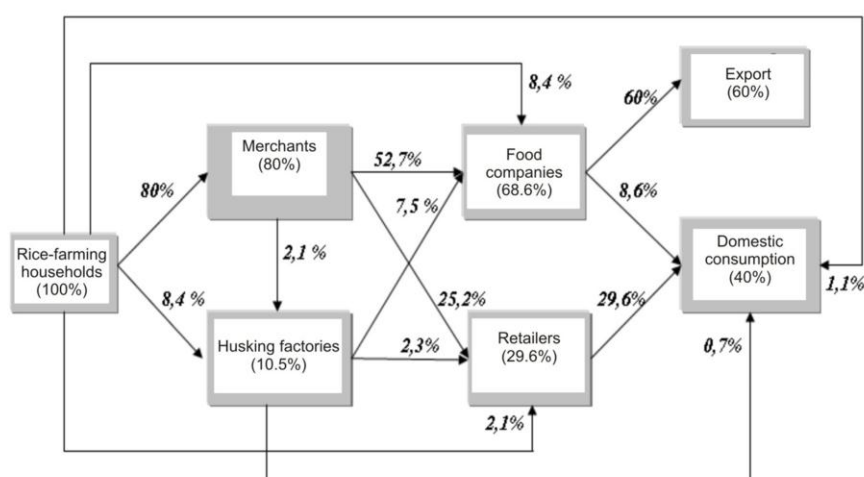 8,4 %
Export
(60%)
60%
Merchants
(80%)
52,7%
Food
companies
(68.6%)
80%
7,5 %
8,6%
Rice-farming
households
(100%)
2,1 %
Domestic
consumption
(40%)
1,1%
8,4 %
25,2%
29,6%
Husking factories
(10.5%)
2,3%
Retailers
(29.6%)
0,7%
2,1%